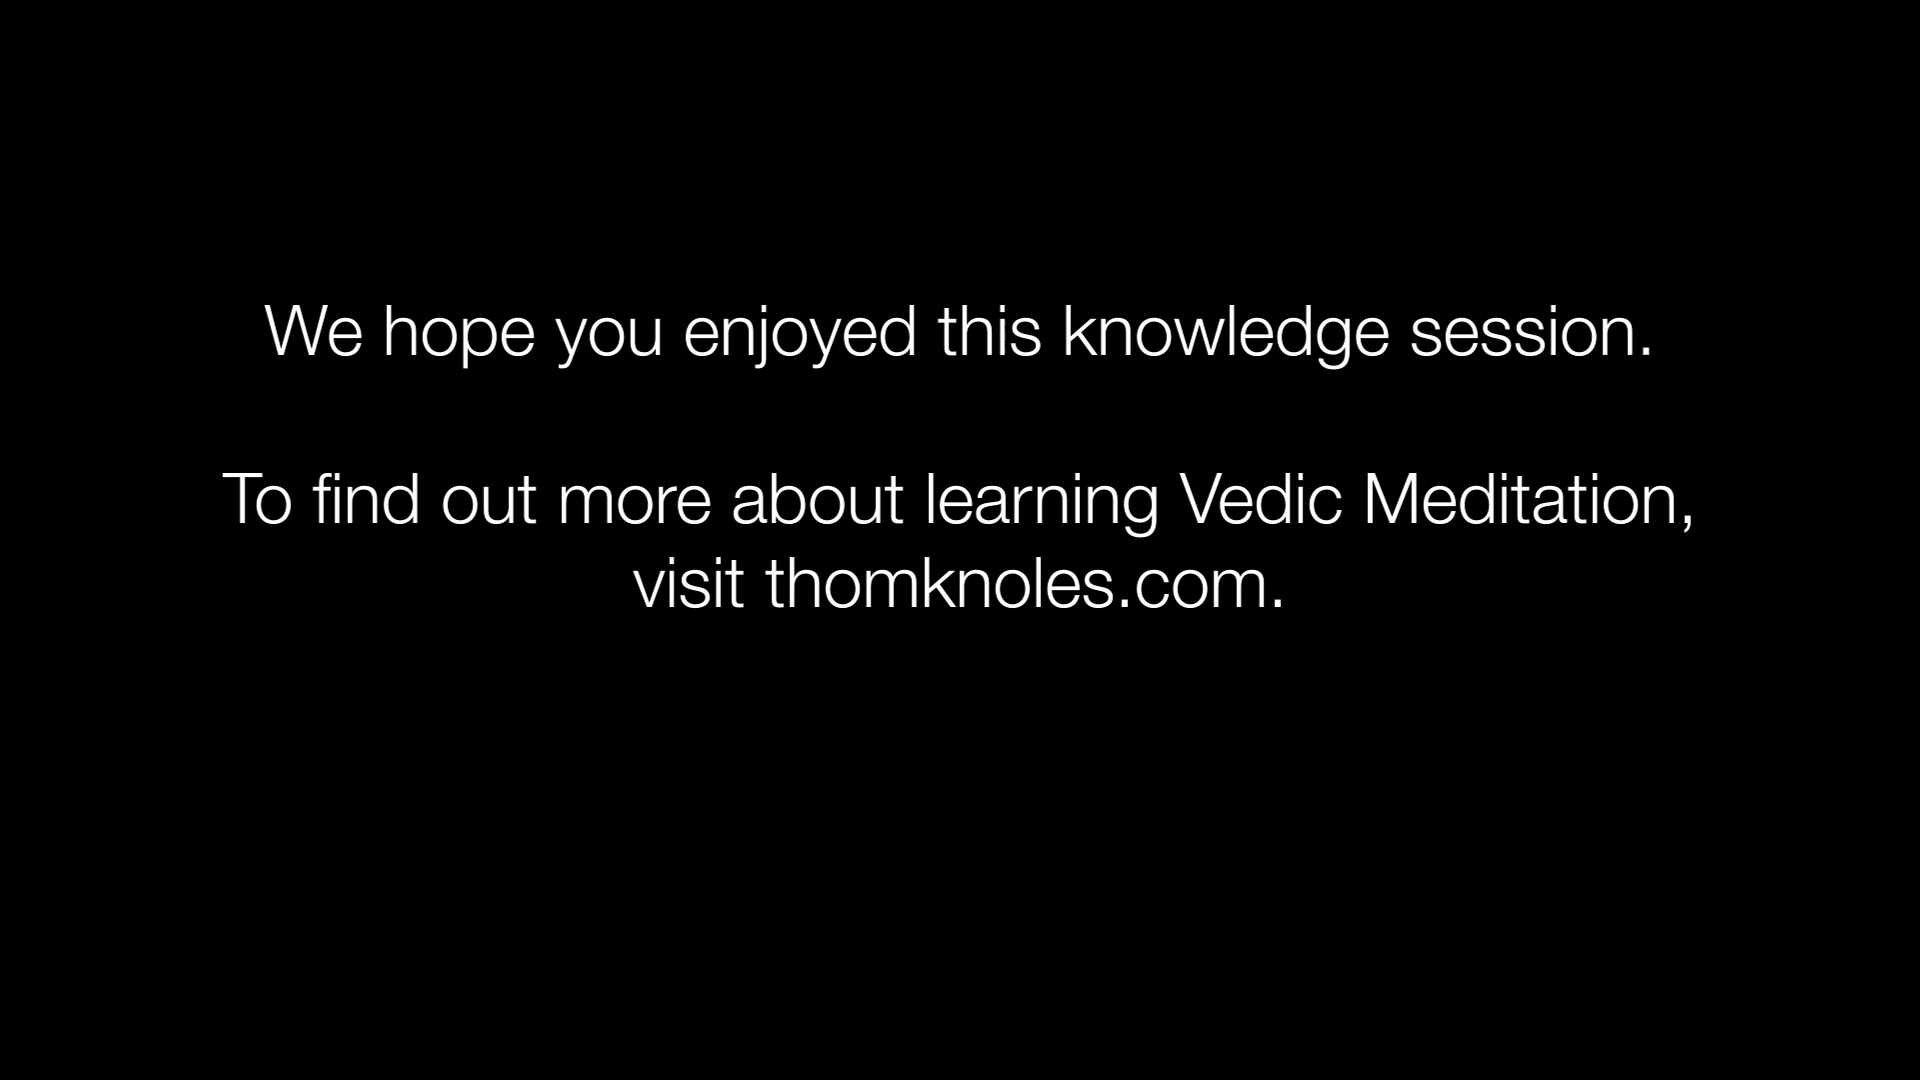 We hope you enjoyed this knowledge session.
To find out more about learning Vedic Meditation,
visit thomknoles.com.